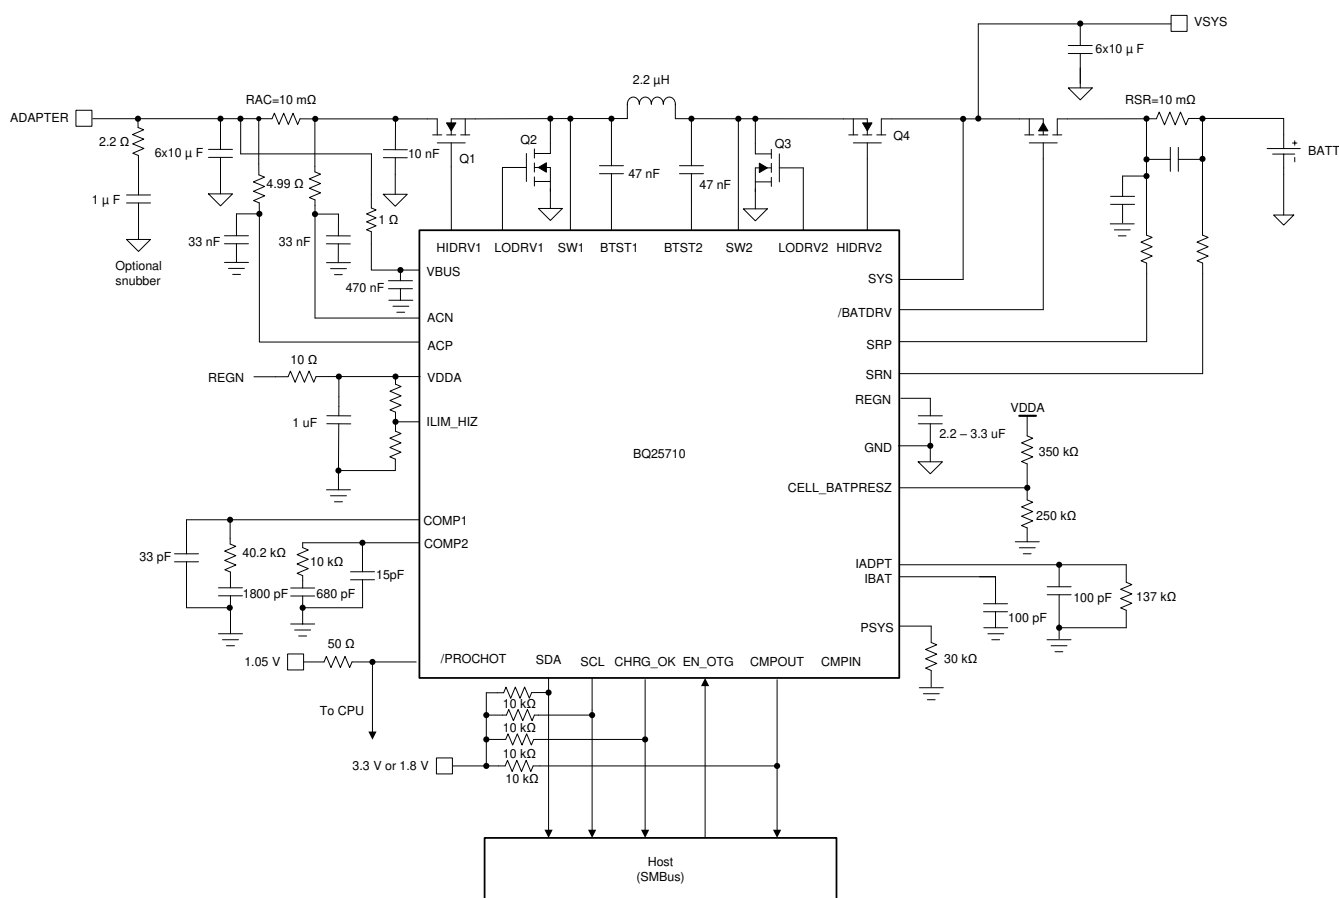 VSYS
6x10 µ F
2.2 µH
ADAPTER
RAC=10 mΩ
RSR=10 mΩ
2.2 Ω
6x10 µ F
10 nF
Q1
Q2
Q3
Q4
BATT
+
-
1 µ F
4.99 Ω
47 nF
47 nF
1 Ω
33 nF
33 nF
Optional
snubber
HIDRV1
LODRV1
SW1
BTST1
BTST2
SW2
LODRV2
HIDRV2
VBUS
470 nF
SYS
ACN
/BATDRV
ACP
SRP
10 Ω
REGN
VDDA
SRN
REGN
VDDA
1 uF
ILIM_HIZ
2.2 – 3.3 uF
GND
350 kΩ
BQ25710
CELL_BATPRESZ
250 kΩ
COMP1
COMP2
33 pF
40.2 kΩ
10 kΩ
15pF
1800 pF
680 pF
IADPT
IBAT
100 pF
137 kΩ
100 pF
PSYS
30 kΩ
50 Ω
1.05 V
/PROCHOT
SDA
SCL
CHRG_OK
EN_OTG
CMPOUT
CMPIN
To CPU
10 kΩ
10 kΩ
10 kΩ
10 kΩ
3.3 V or 1.8 V
Host
(SMBus)